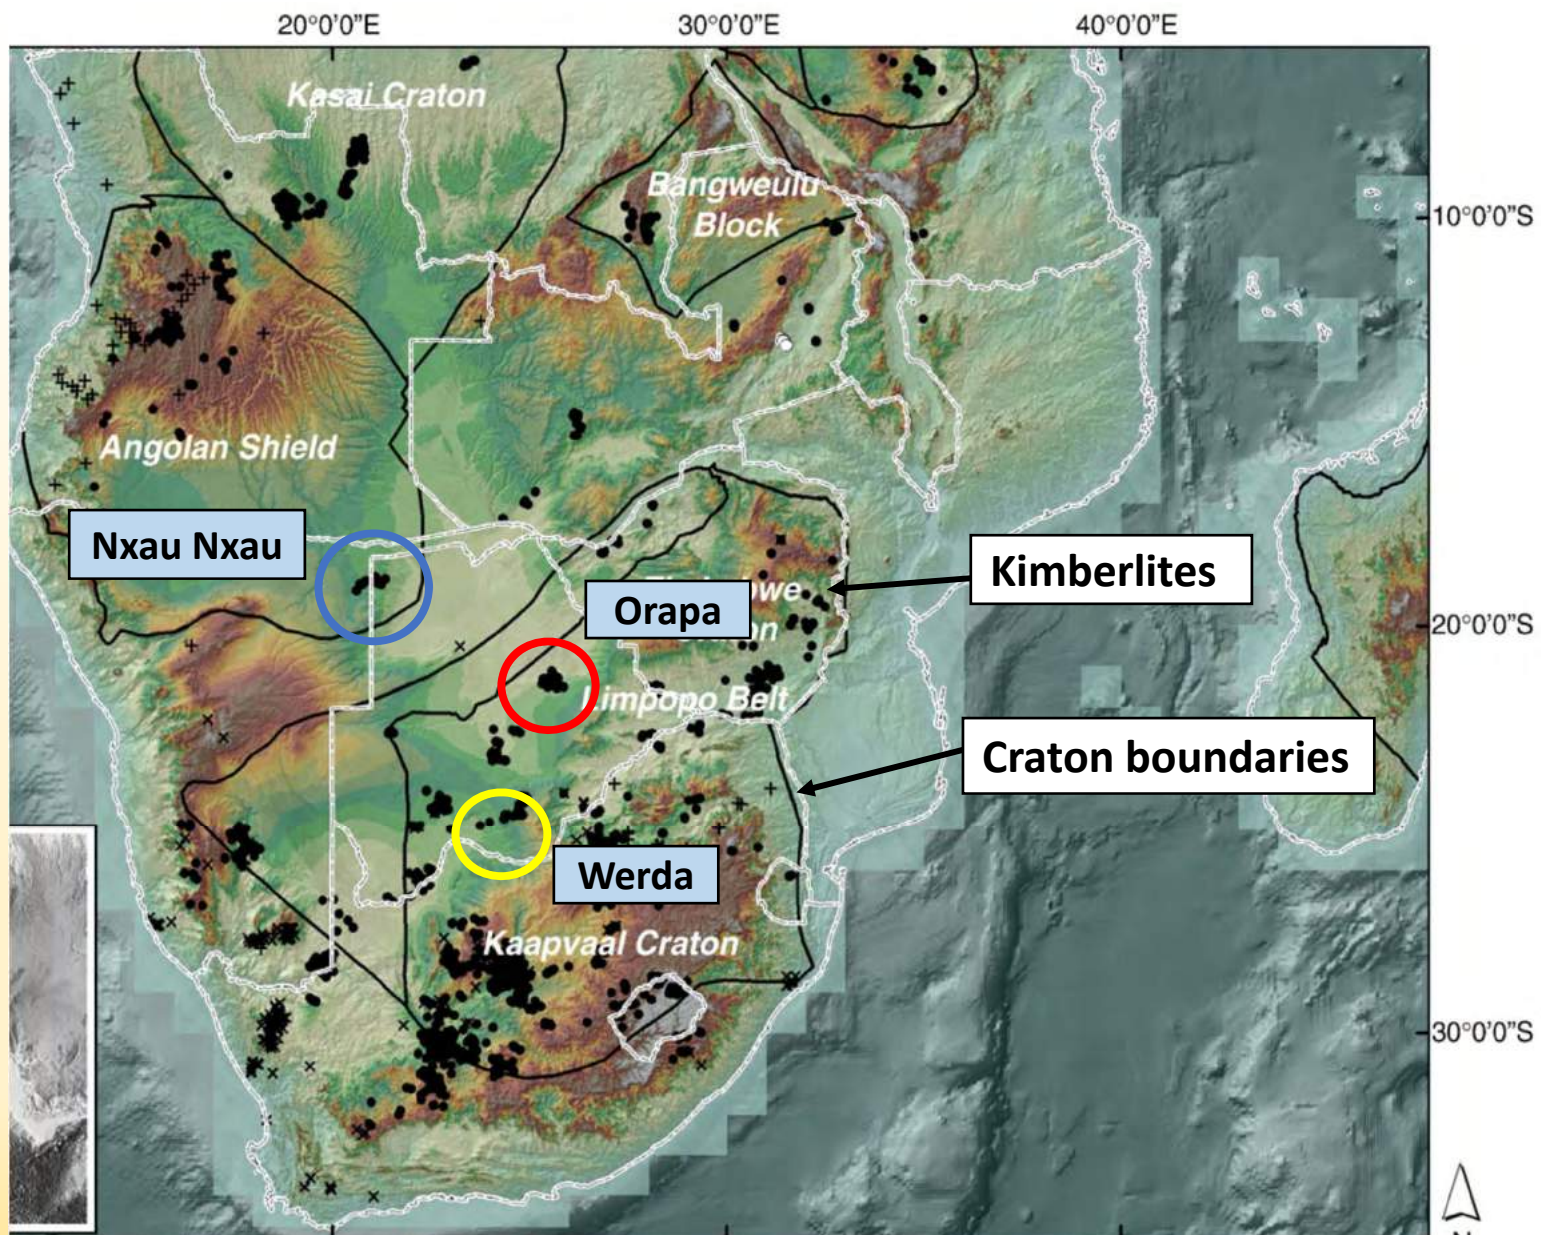 20°0'0"E 30°0'0"E 40°0'0"E
Kasai Craton
Bangweulu
Block
10°0'0"S
Angolan Shield
Nxau Nxau
Kimberlites
Orapa
20°0'0"S
Limpopo Belt
Craton boundaries
Werda
Kaapvaal Craton
30°0'0"S